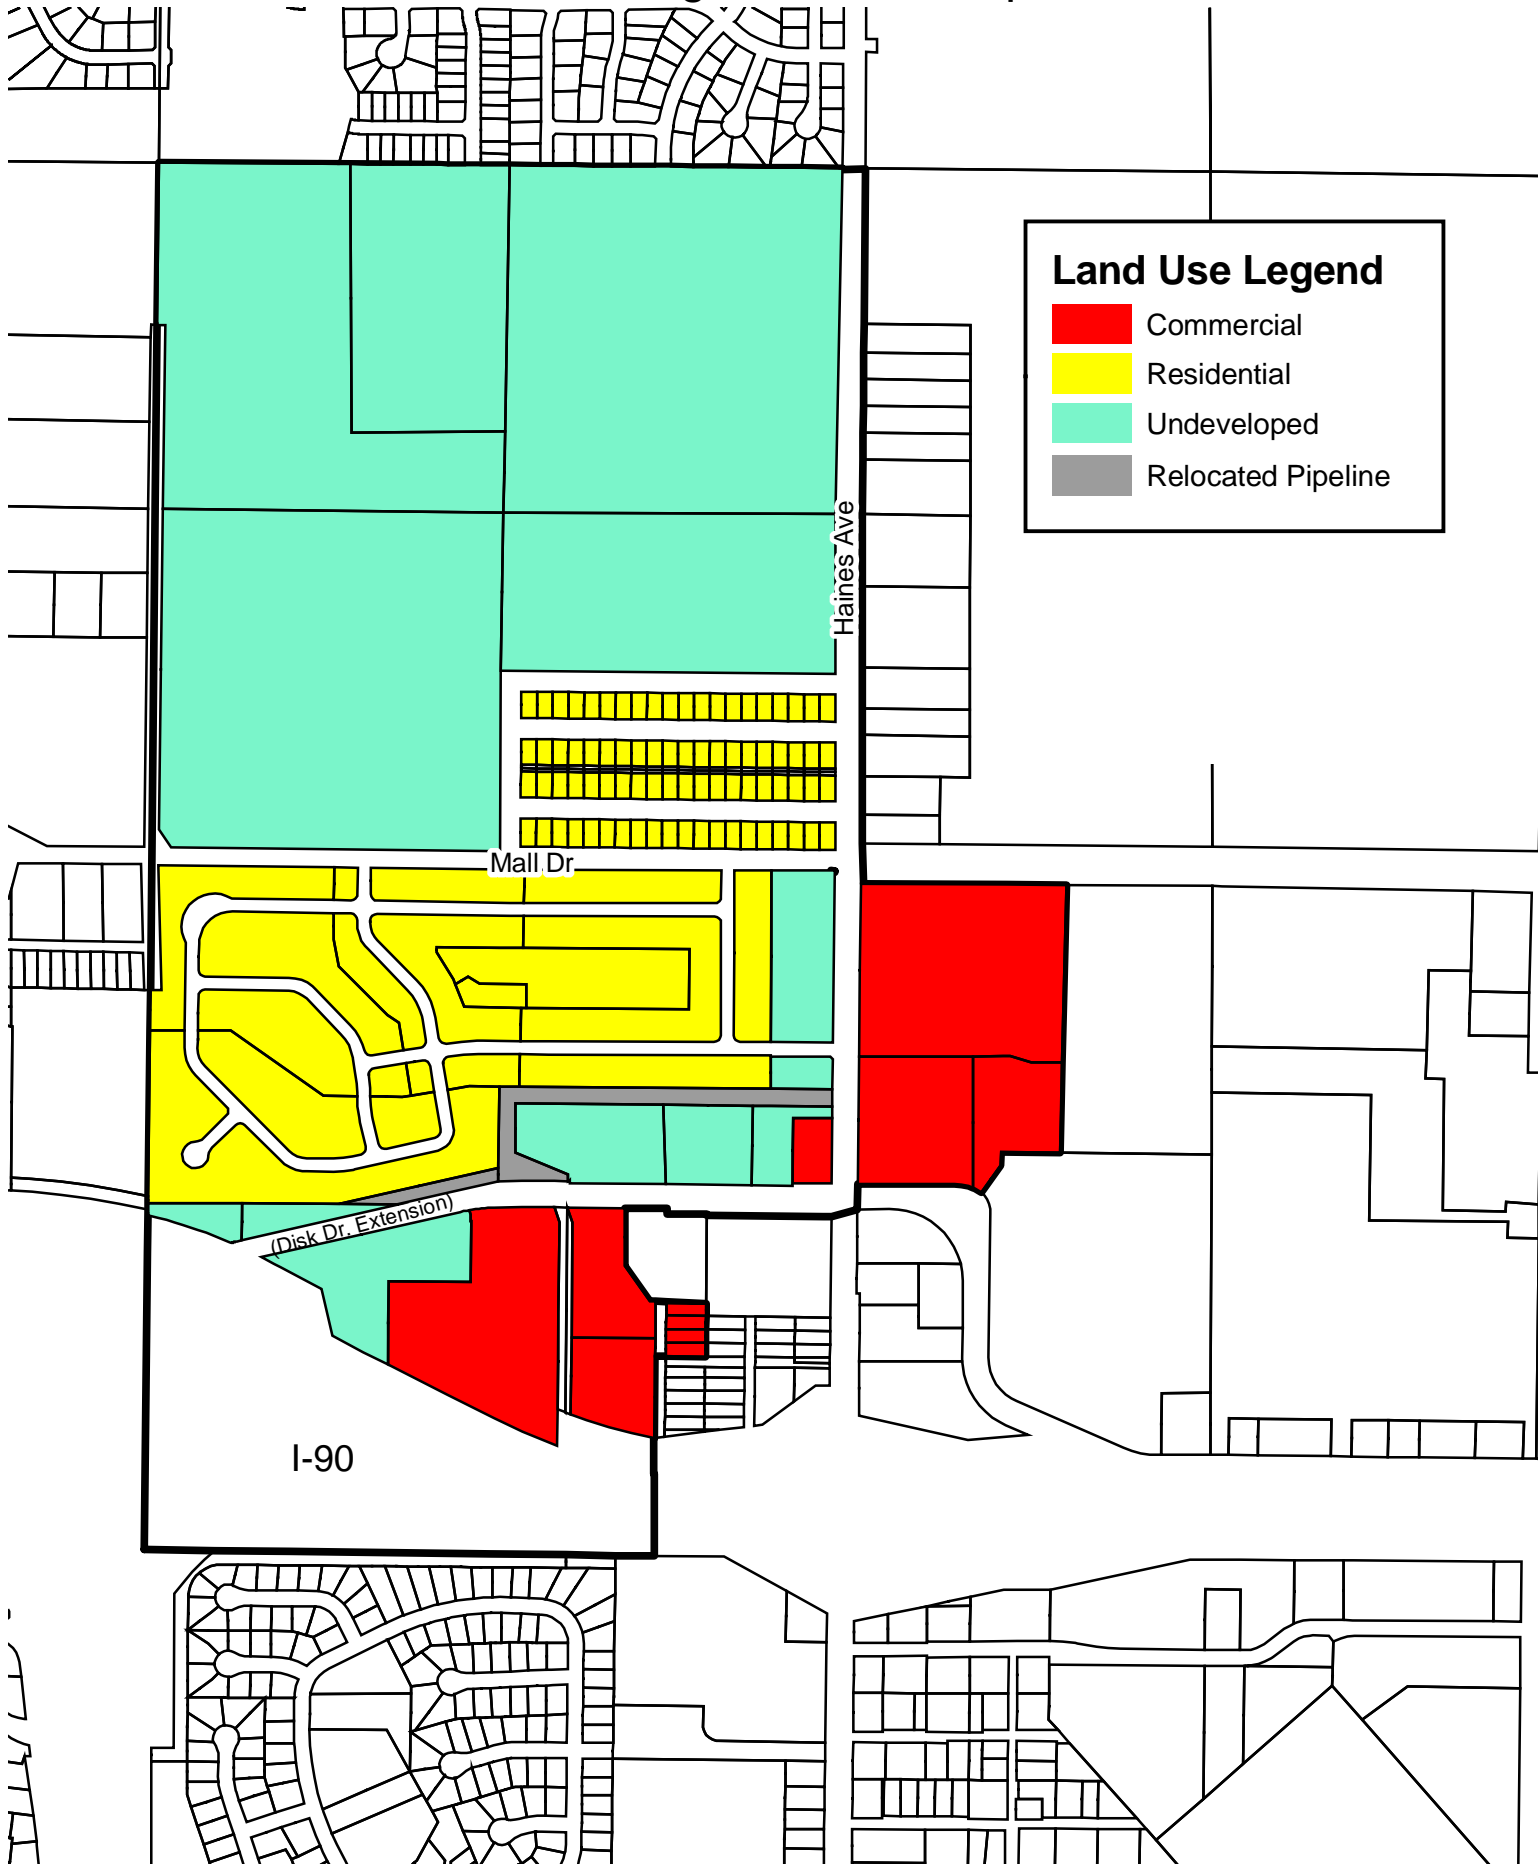 Land Use Legend
Commercial
Residential
Undeveloped
Relocated Pipeline
Haines Ave
Mall Dr
(Disk Dr. Extension)
I-90